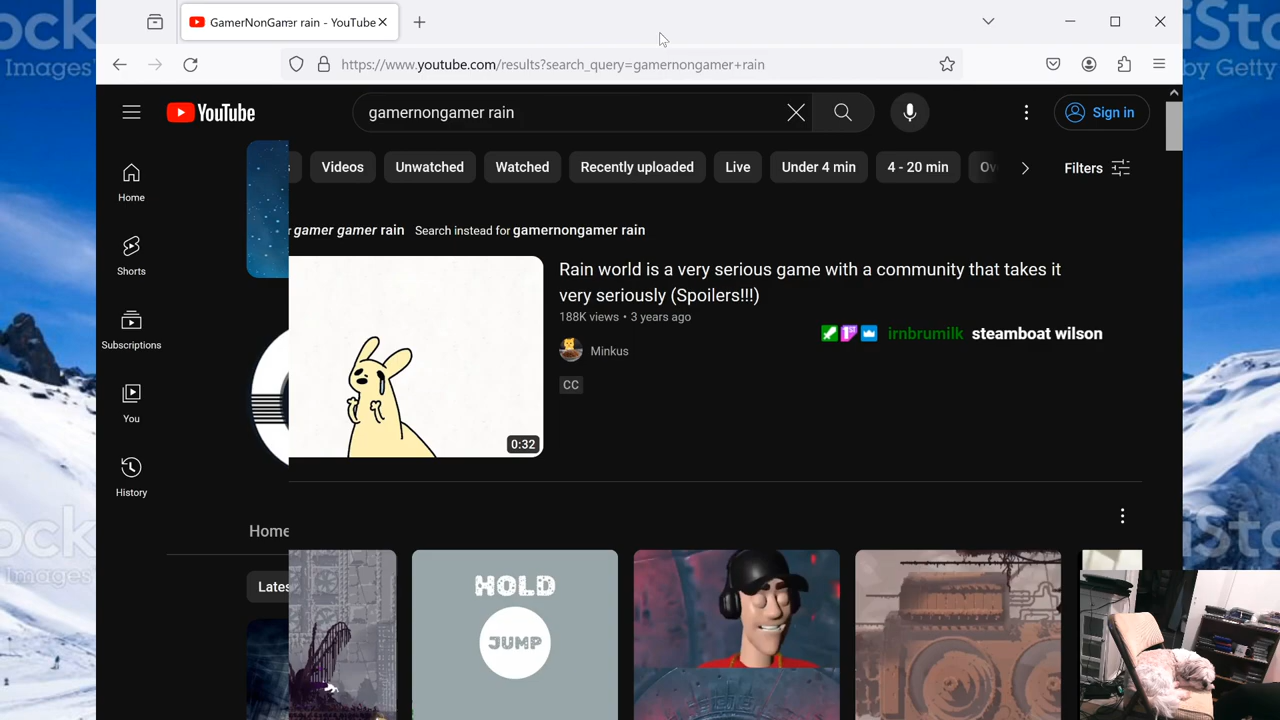 GamerNonGamer rain - YouTube
https://www.youtube.com/results?search_query=gamernongamer+rain
YouTube
gamernongamer rain
Sign in
Videos
Unwatched
Watched
Recently uploaded
Live
Under 4 min
4 - 20 min
Filters
gamer gamer rain Search instead for gamernongamer rain
Rain world is a very serious game with a community that takes it
very seriously (Spoilers!!!)
188K views • 3 years ago
irnbrumilk steamboat wilson
Minkus
CC
0:32
Home
Shorts
Subscriptions
You
History
Home
HOLD
JUMP
by Getty
Images